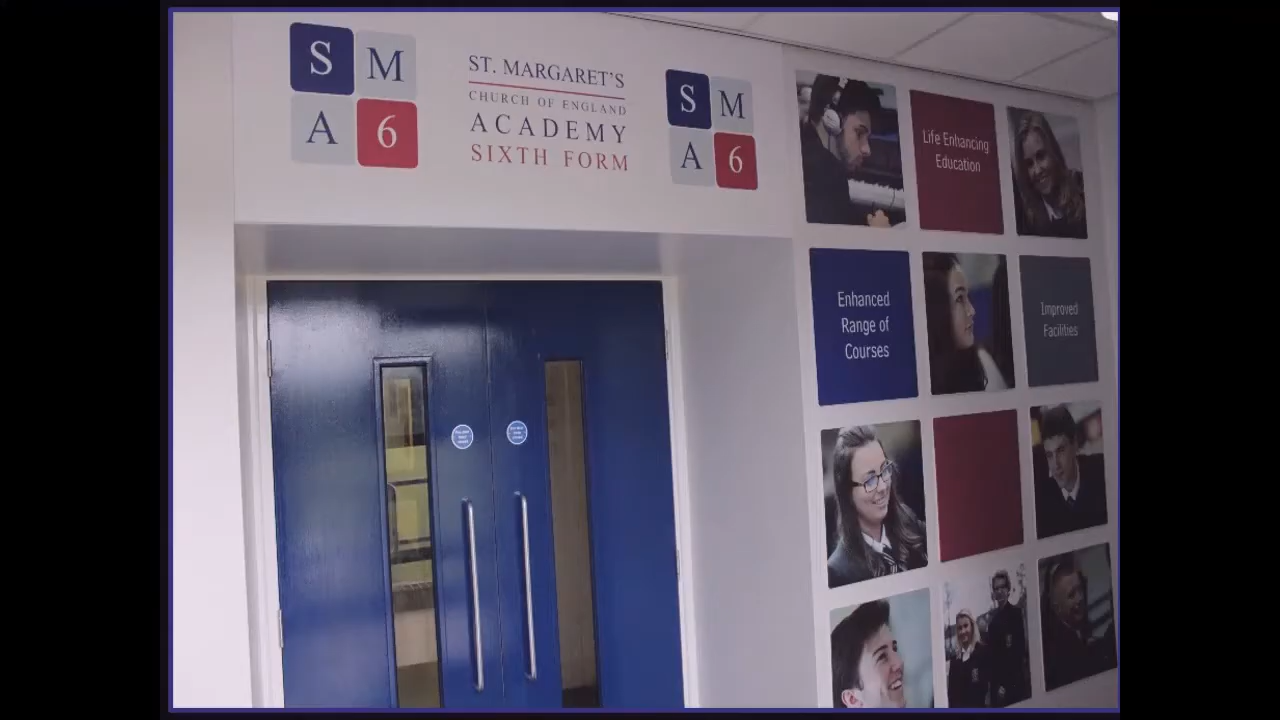 S M
A 6
ST. MARGARET'S
CHURCH OF ENGLAND
ACADEMY
SIXTH FORM
S M
A 6
Life Enhancing
Education
Enhanced
Range of
Courses
Improved
Facilities